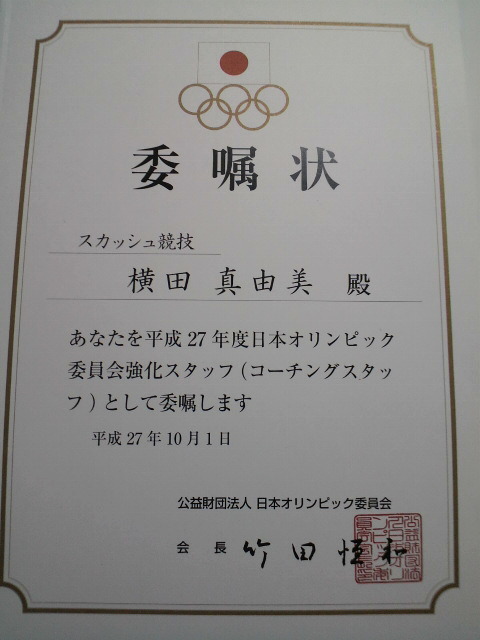 委嘱状
スカッシュ競技
横田 真由美 殿
あなたを平成27年度日本オリンピック
委員会強化スタッフ(コーチングスタッ
フ)として委嘱します
平成27年10月1日
公益財団法人 日本オリンピック委員会
会長 竹田恒和